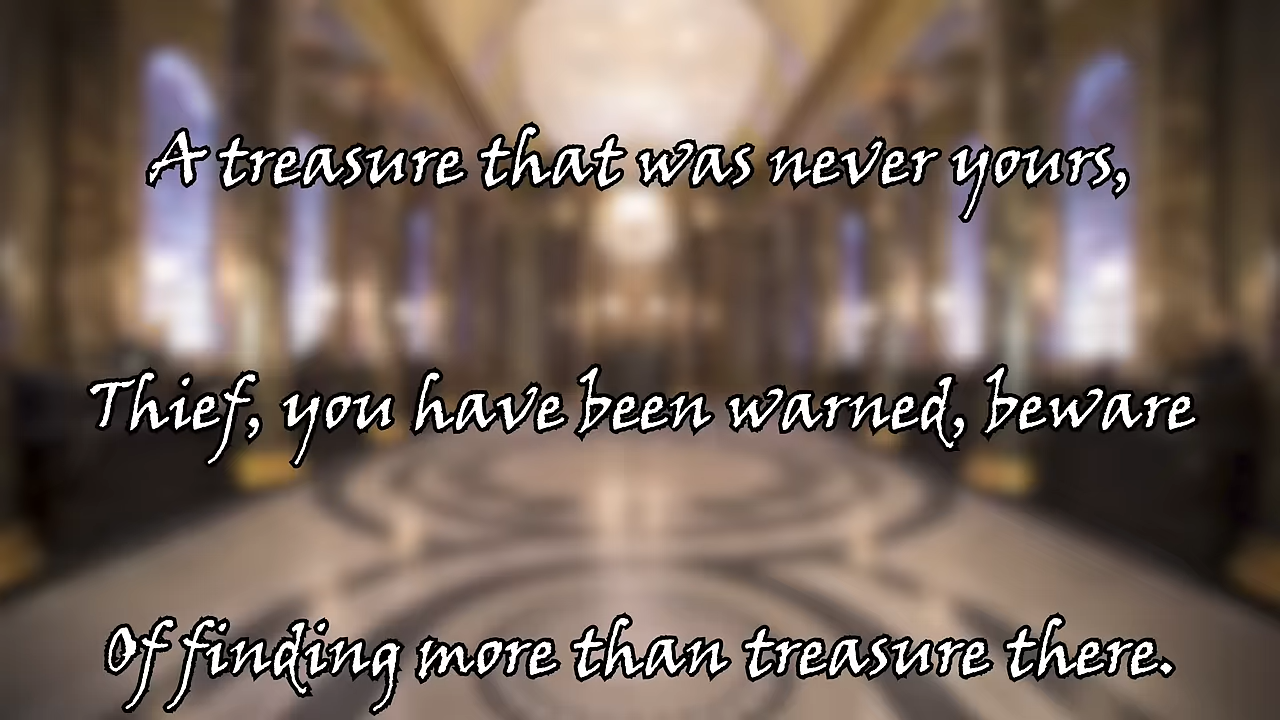 A treasure that was never yours,
Thief, you have been warned, beware
Of finding more than treasure there.